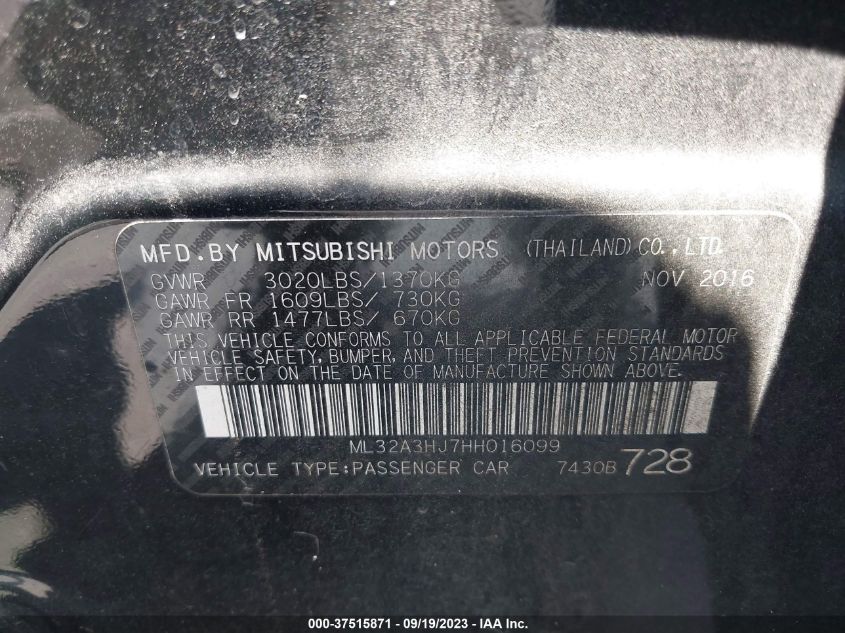 MFD.BY MITSUBISHI MOTORS (THAILAND)CO.,LTD.
GVWR 3020LBS/1370KG NOV 2016
GAWR FR 1609LBS/ 730KG
GAWR RR 1477LBS/ 670KG
THIS VEHICLE CONFORMS TO ALL APPLICABLE FEDERAL MOTOR
VEHICLE SAFETY, BUMPER, AND THEFT PREVENTION STANDARDS
IN EFFECT ON THE DATE OF MANUFACTURE SHOWN ABOVE.
ML32A3HJ7HH016099
VEHICLE TYPE:PASSENGER CAR 7430B 728
000-37515871 - 09/19/2023 - © IAA, Inc.